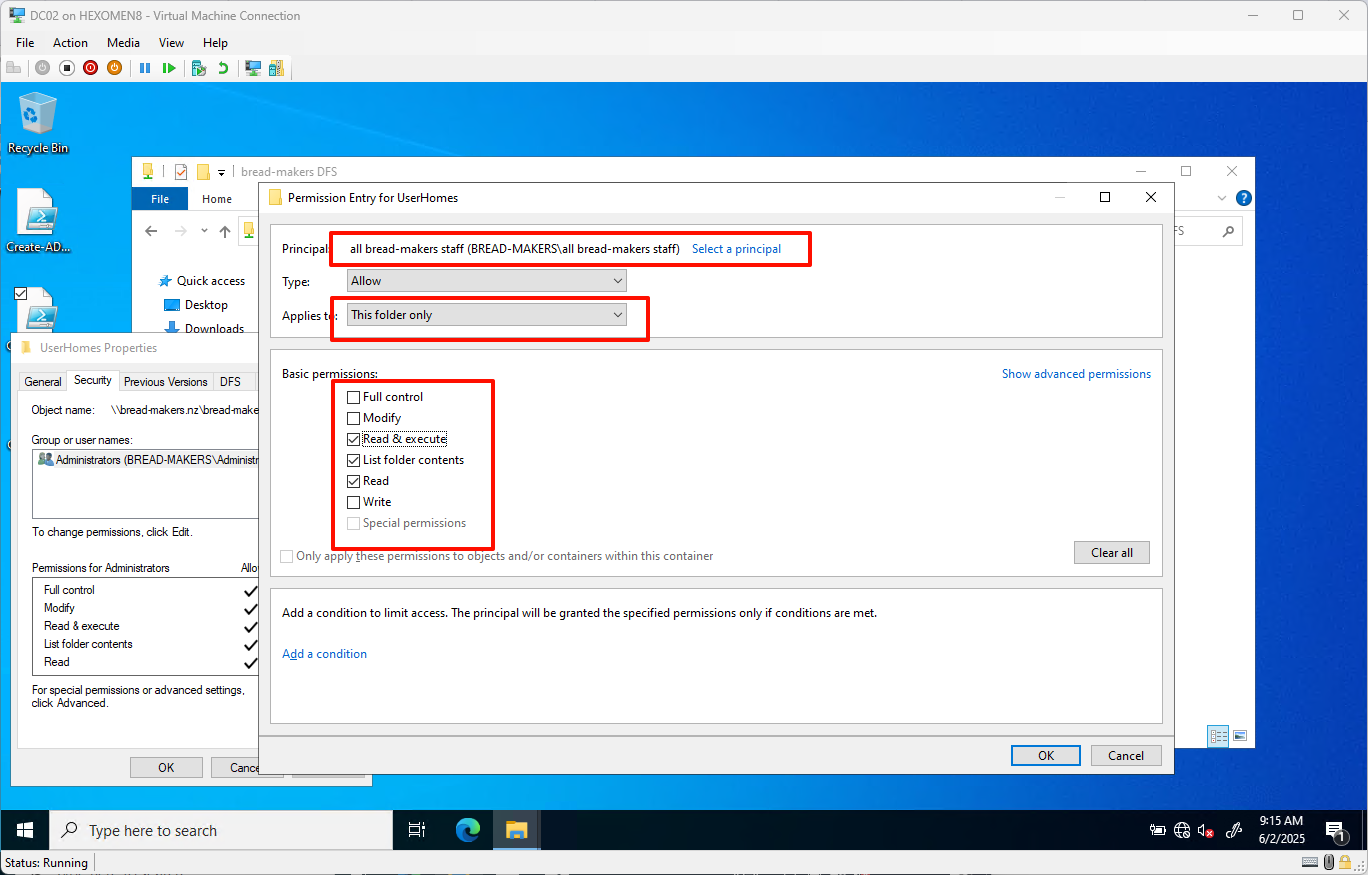 DC02 on HEXOMEN8 - Virtual Machine Connection
File Action Media View Help
Recycle Bin
bread-makers DFS
File Home
Create-AD...
Permission Entry for UserHomes
Principal: all bread-makers staff (BREAD-MAKERS\all bread-makers staff) Select a principal
Type: Allow
Applies to: This folder only
Quick access
Desktop
Downloads
UserHomes Properties
General Security Previous Versions DFS
Object name: \\bread-makers.nz\bread-make
Group or user names:
Administrators (BREAD-MAKERS\Administr
To change permissions, click Edit.
Permissions for Administrators Allo
Full control
Modify
Read & execute
List folder contents
Read
For special permissions or advanced settings,
click Advanced.
OK Cance
Basic permissions: Show advanced permissions
Full control
Modify
Read & execute
List folder contents
Read
Write
Special permissions
Only apply these permissions to objects and/or containers within this container
Clear all
Add a condition to limit access. The principal will be granted the specified permissions only if conditions are met.
Add a condition
OK Cancel
Type here to search
9:15 AM
6/2/2025
1
Status: Running